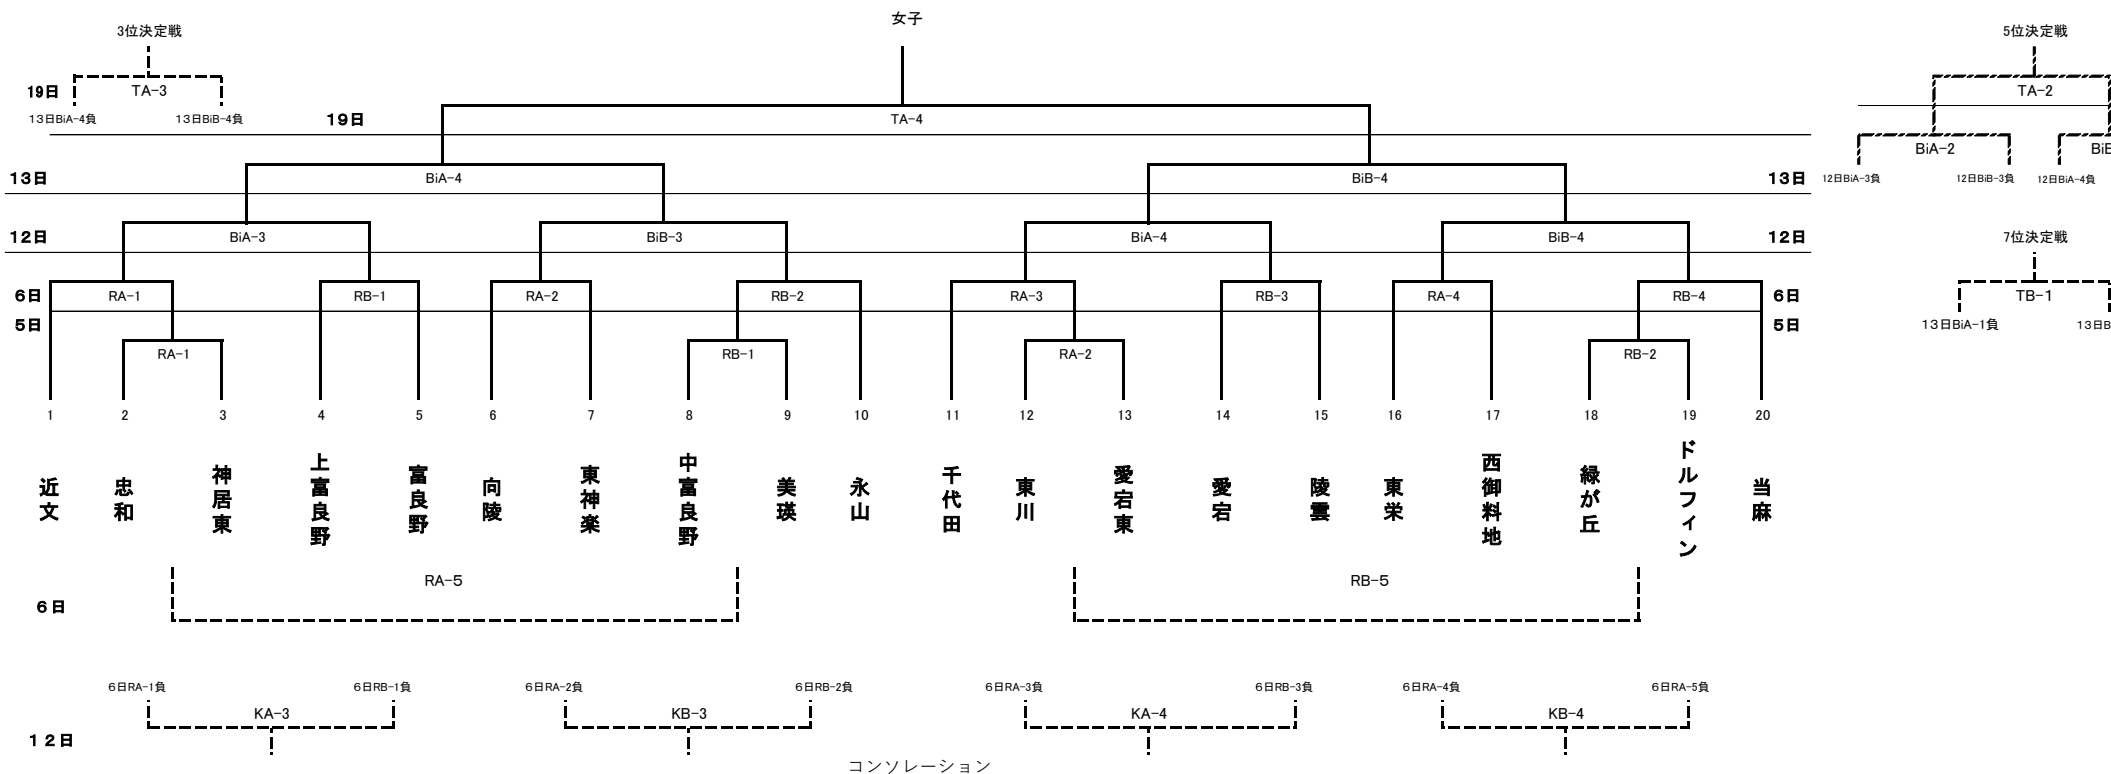 女子
3位決定戦
5位決定戦
19日
TA-3
TA-2
13日BiA-4負
13日BiB-4負
19日
TA-4
BiA-2
13日
BiA-4
BiB-4
13日
12日BiA-3負
12日BiB-3負
12日BiA-4負
12日
BiA-3
BiB-3
BiA-4
BiB-4
12日
7位決定戦
6日
RA-1
RB-1
RA-2
RB-2
RA-3
RB-3
RA-4
RB-4
6日
TB-1
5日
5日
13日BiA-1負
RA-1
RB-1
RA-2
RB-2
1
2
3
4
5
6
7
8
9
10
11
12
13
14
15
16
17
18
19
20
近文
忠和
神居東
上富良野
富良野
向陵
東神楽
中富良野
美瑛
永山
千代田
東川
愛宕東
愛宕
陵雲
東栄
西御料地
緑が丘
ドルフィン
当麻
RA-5
RB-5
6日
6日RA-1負
6日RB-1負
6日RA-2負
6日RB-2負
6日RA-3負
6日RB-3負
6日RA-4負
6日RA-5負
KA-3
KB-3
KA-4
KB-4
12日
コンソレーション